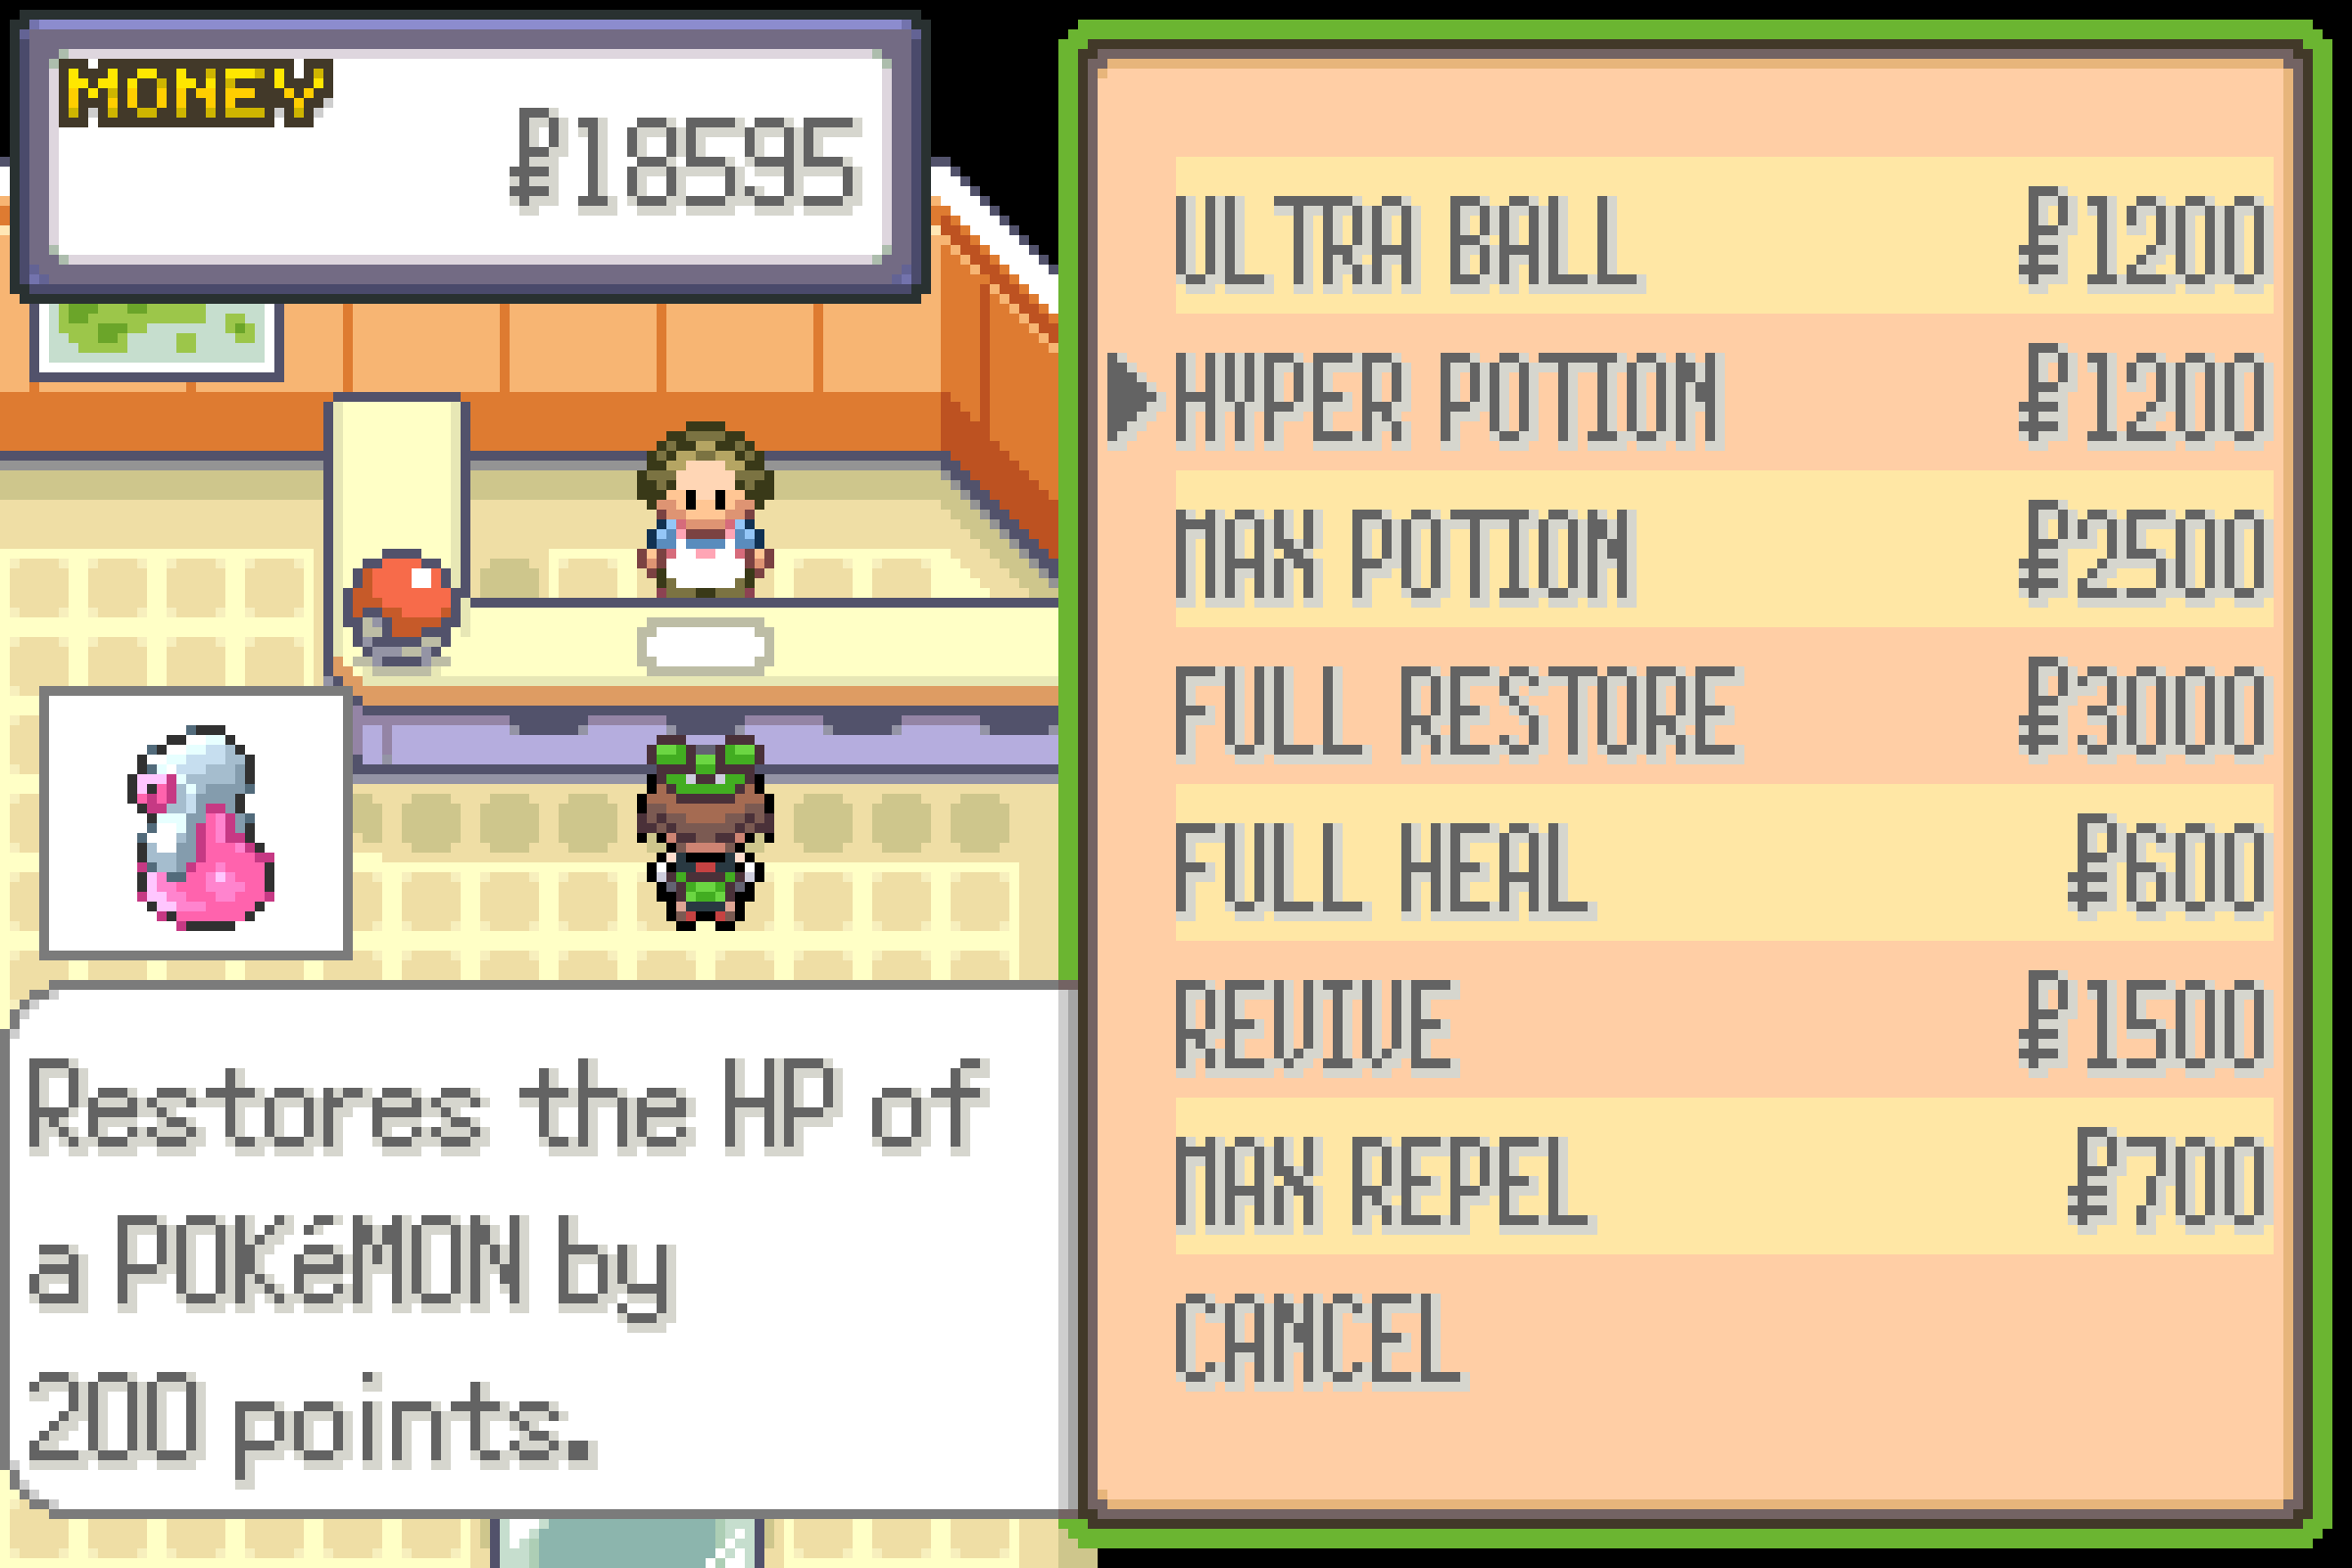 MONEY
₽18595
ULTRA BALL ₽1200
HYPER POTION ₽1200
MAX POTION ₽2500
FULL RESTORE ₽3000
FULL HEAL ₽600
REVIVE ₽1500
MAX REPEL ₽700
CANCEL
Restores the HP of
a POKéMON by
200 points.